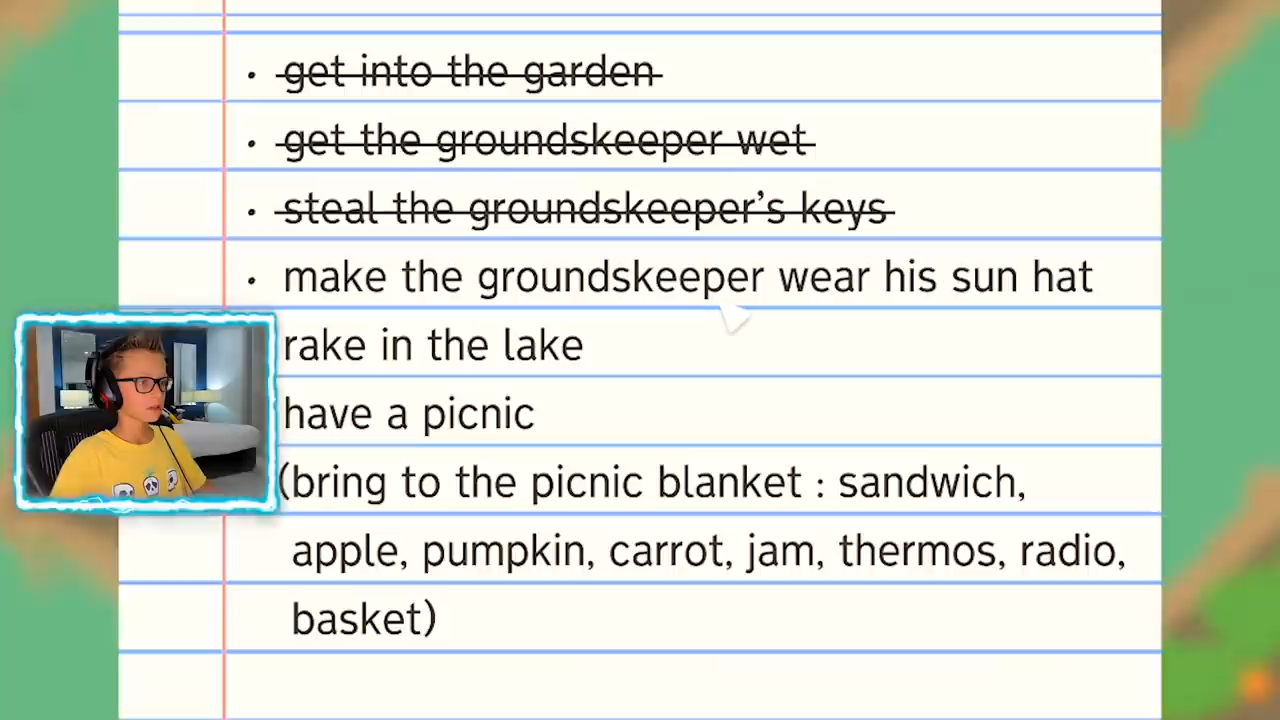 • get into the garden
• get the groundskeeper wet
• steal the groundskeeper's keys
• make the groundskeeper wear his sun hat
rake in the lake
have a picnic
(bring to the picnic blanket : sandwich,
apple, pumpkin, carrot, jam, thermos, radio,
basket)